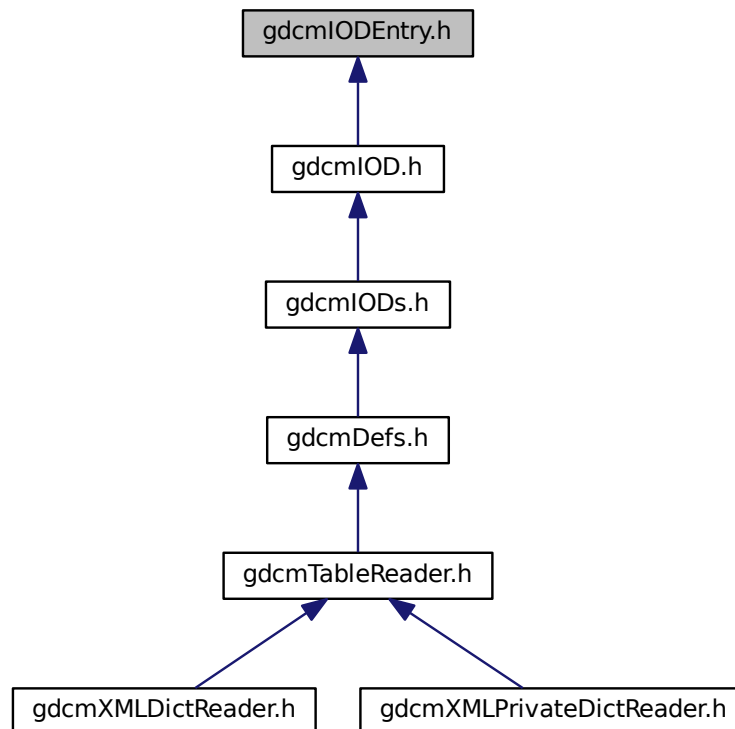 gdcmIODEntry.h
gdcmIOD.h
gdcmIODs.h
gdcmDefs.h
gdcmTableReader.h
gdcmXMLDictReader.h
gdcmXMLPrivateDictReader.h